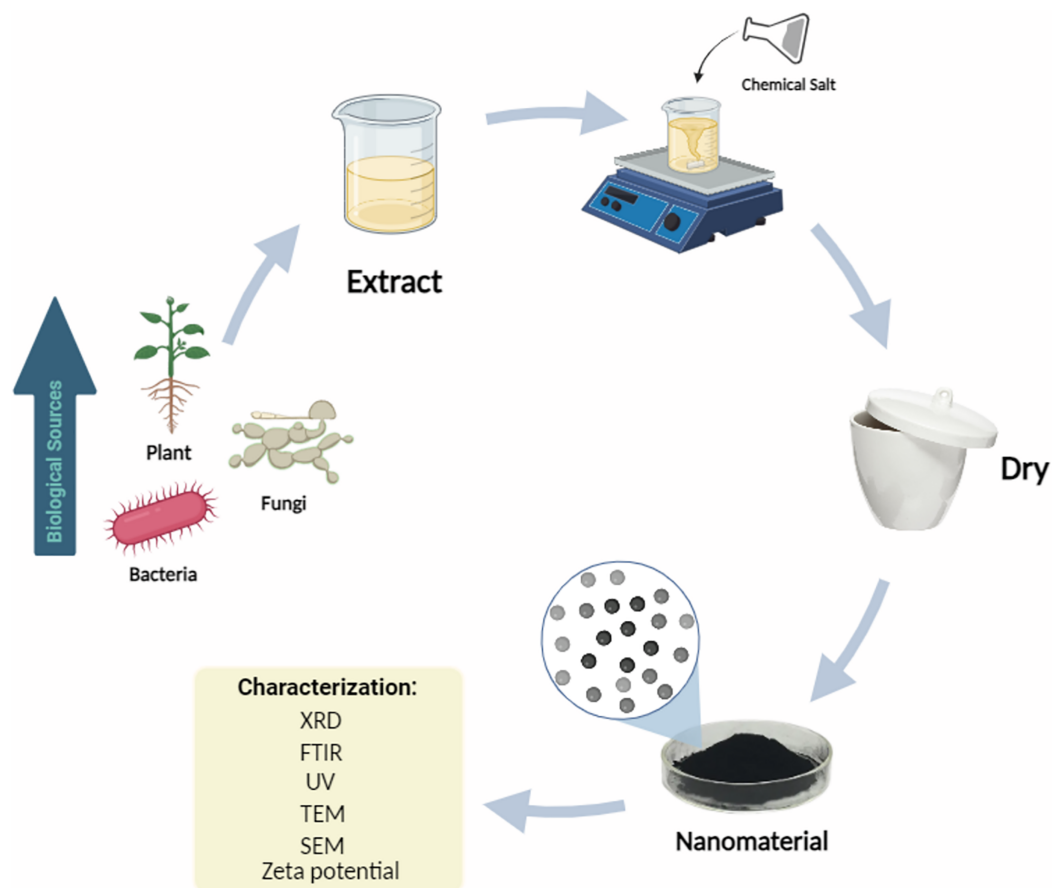 Chemical Salt
Extract
Biological Sources
Plant
Fungi
Bacteria
Dry
Nanomaterial
Characterization:
XRD
FTIR
UV
TEM
SEM
Zeta potential